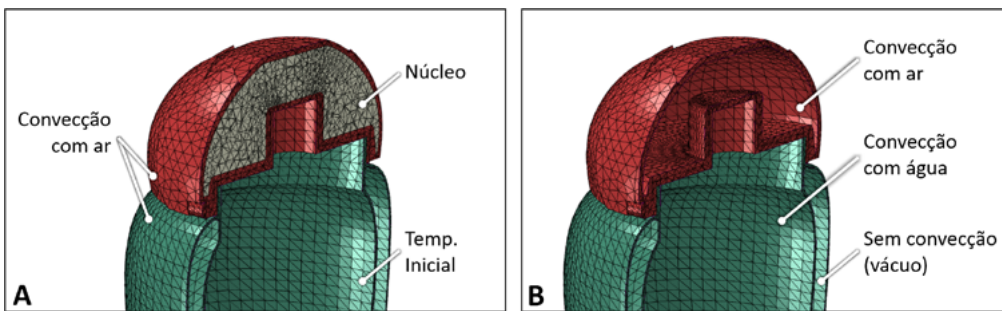 Núcleo
Convecção
com ar
Temp.
Inicial
A
Convecção
com ar
Convecção
com água
Sem convecção
(vácuo)
B